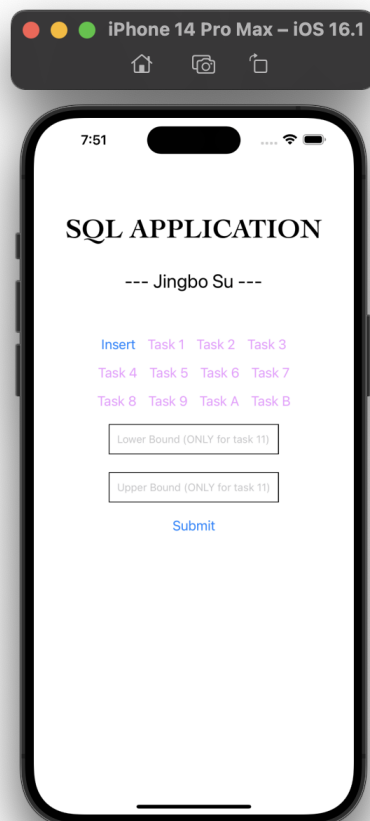 iPhone 14 Pro Max – iOS 16.1
7:51
SQL APPLICATION
--- Jingbo Su ---
Insert Task 1 Task 2 Task 3
Task 4 Task 5 Task 6 Task 7
Task 8 Task 9 Task A Task B
Lower Bound (ONLY for task 11)
Upper Bound (ONLY for task 11)
Submit